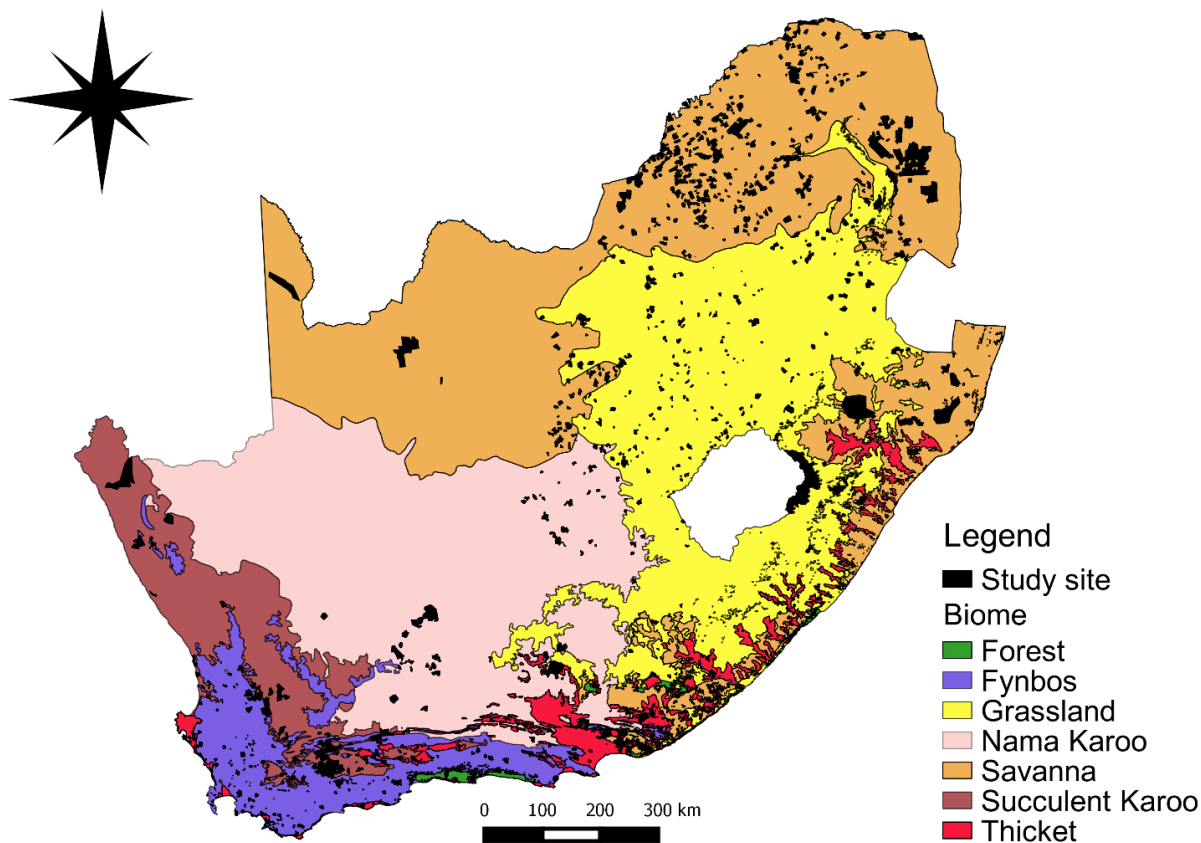 Legend
Study site
Biome
Forest
Fynbos
Grassland
Nama Karoo
Savanna
Succulent Karoo
Thicket
0 100 200 300 km